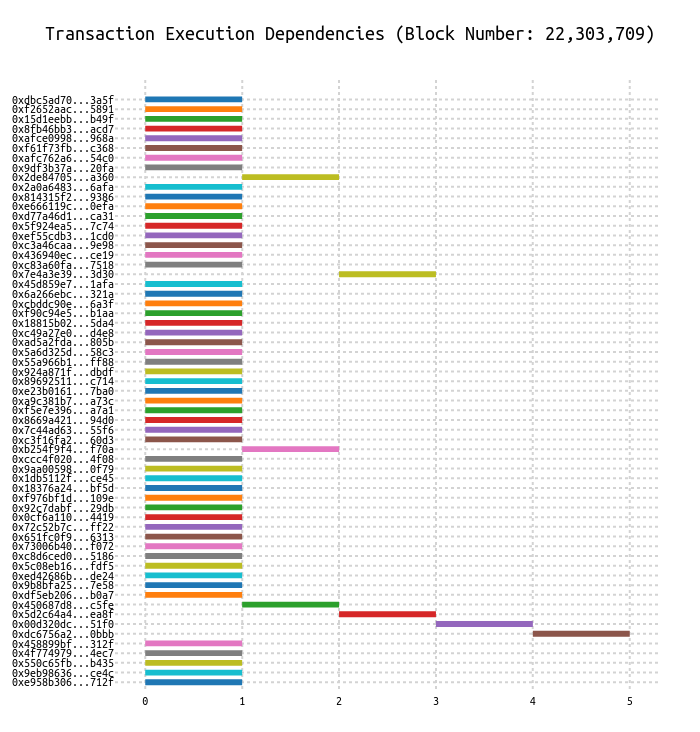 Transaction Execution Dependencies (Block Number: 22,303,709)
0xdbc5ad70...3a5f
0xf2652aac...5891
0x15d1eebb...b49f
0x8fb46bb3...acd7
0xafce0998...968a
0xf61f73fb...c368
0xafc762a6...54c0
0x9df3b37a...20fa
0x2de84705...a360
0x2a0a6483...6afa
0x814315f2...9386
0xe666119c...0efa
0xd77a46d1...ca31
0x5f924ea5...7c74
0xef55cdb3...1cd0
0xc3a46caa...9e98
0x436940ec...ce19
0xc83a60fa...7518
0x7e4a3e39...3d30
0x45d859e7...1afa
0x6a266ebc...321a
0xcbddc90e...6a3f
0xf90c94e5...b1aa
0x18815b02...5da4
0xc49a27e0...d4e8
0xad5a2fda...805b
0x5a6d325d...58c3
0x55a966b1...ff88
0x924a871f...dbdf
0x89692511...c714
0xe23b0161...7ba0
0xa9c381b7...a73c
0xf5e7e396...a7a1
0x8669a421...94d0
0x7c44ad63...55f6
0xc3f16fa2...60d3
0xb254f9f4...f70a
0xccc4f020...4f08
0x9aa00598...0f79
0x1db5112f...ce45
0x18376a24...bf5d
0xf976bf1d...109e
0x92c7dabf...29db
0x0cf6a110...4419
0x72c52b7c...ff22
0x651fc0f9...6313
0x73006b40...f072
0xc8d6ced0...5186
0x5c08eb16...fdf5
0xed42686b...de24
0x9b8bfa25...7e58
0xdf5eb206...b0a7
0x450687d8...c5fe
0x5d2c64a4...ea8f
0x00d320dc...51f0
0xdc6756a2...0bbb
0x458899bf...312f
0x4f774979...4ec7
0x550c65fb...b435
0x9eb98636...ce4c
0xe958b306...712f
0 1 2 3 4 5